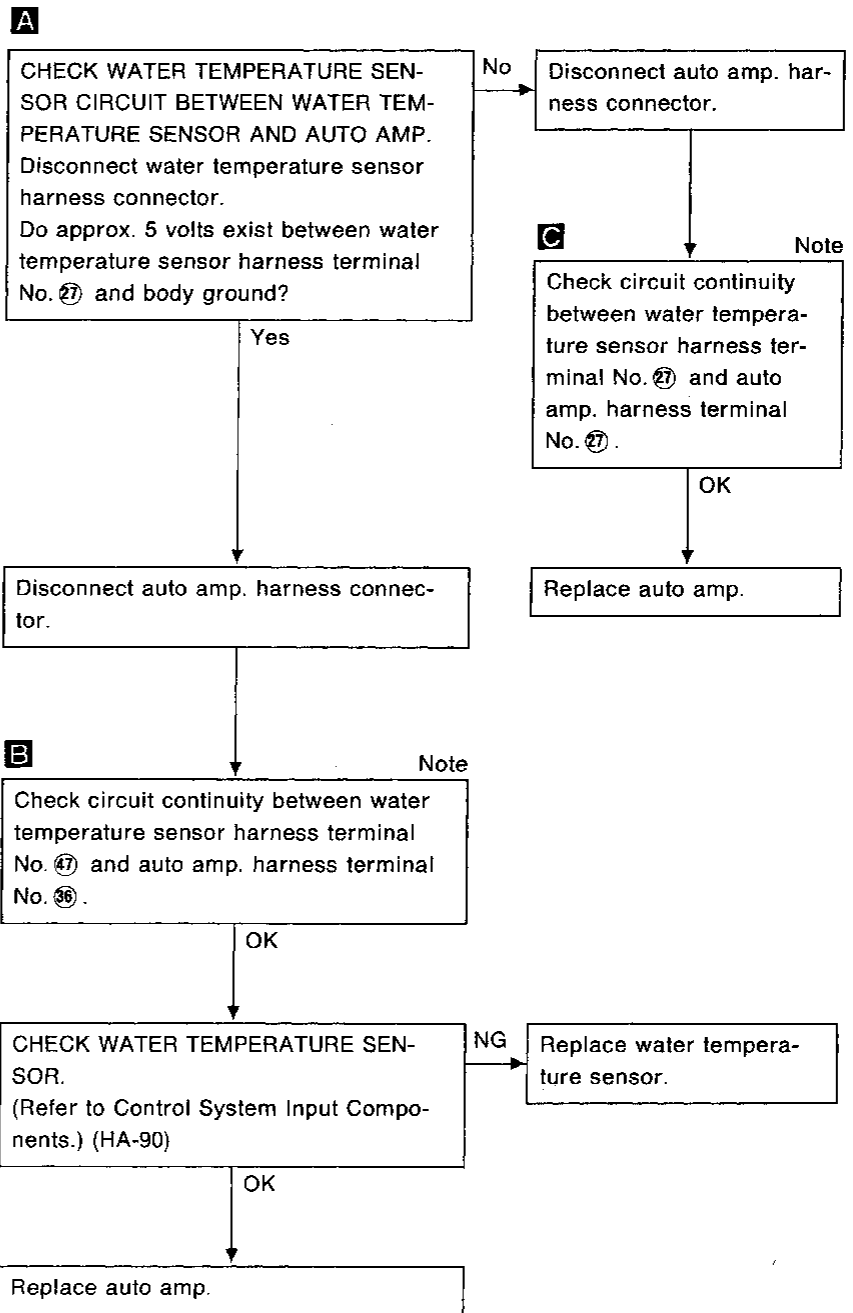 A
CHECK WATER TEMPERATURE SEN-
SOR CIRCUIT BETWEEN WATER TEM-
PERATURE SENSOR AND AUTO AMP.
Disconnect water temperature sensor
harness connector.
Do approx. 5 volts exist between water
temperature sensor harness terminal
No. ㉗ and body ground?
No
Disconnect auto amp. har-
ness connector.
C
Note
Check circuit continuity
between water tempera-
ture sensor harness ter-
minal No. ㉗ and auto
amp. harness terminal
No. ㉗ .
OK
Replace auto amp.
Yes
Disconnect auto amp. harness connec-
tor.
B
Note
Check circuit continuity between water
temperature sensor harness terminal
No. ㊼ and auto amp. harness terminal
No. ㊱ .
OK
CHECK WATER TEMPERATURE SEN-
SOR.
(Refer to Control System Input Compo-
nents.) (HA-90)
NG
Replace water tempera-
ture sensor.
OK
Replace auto amp.